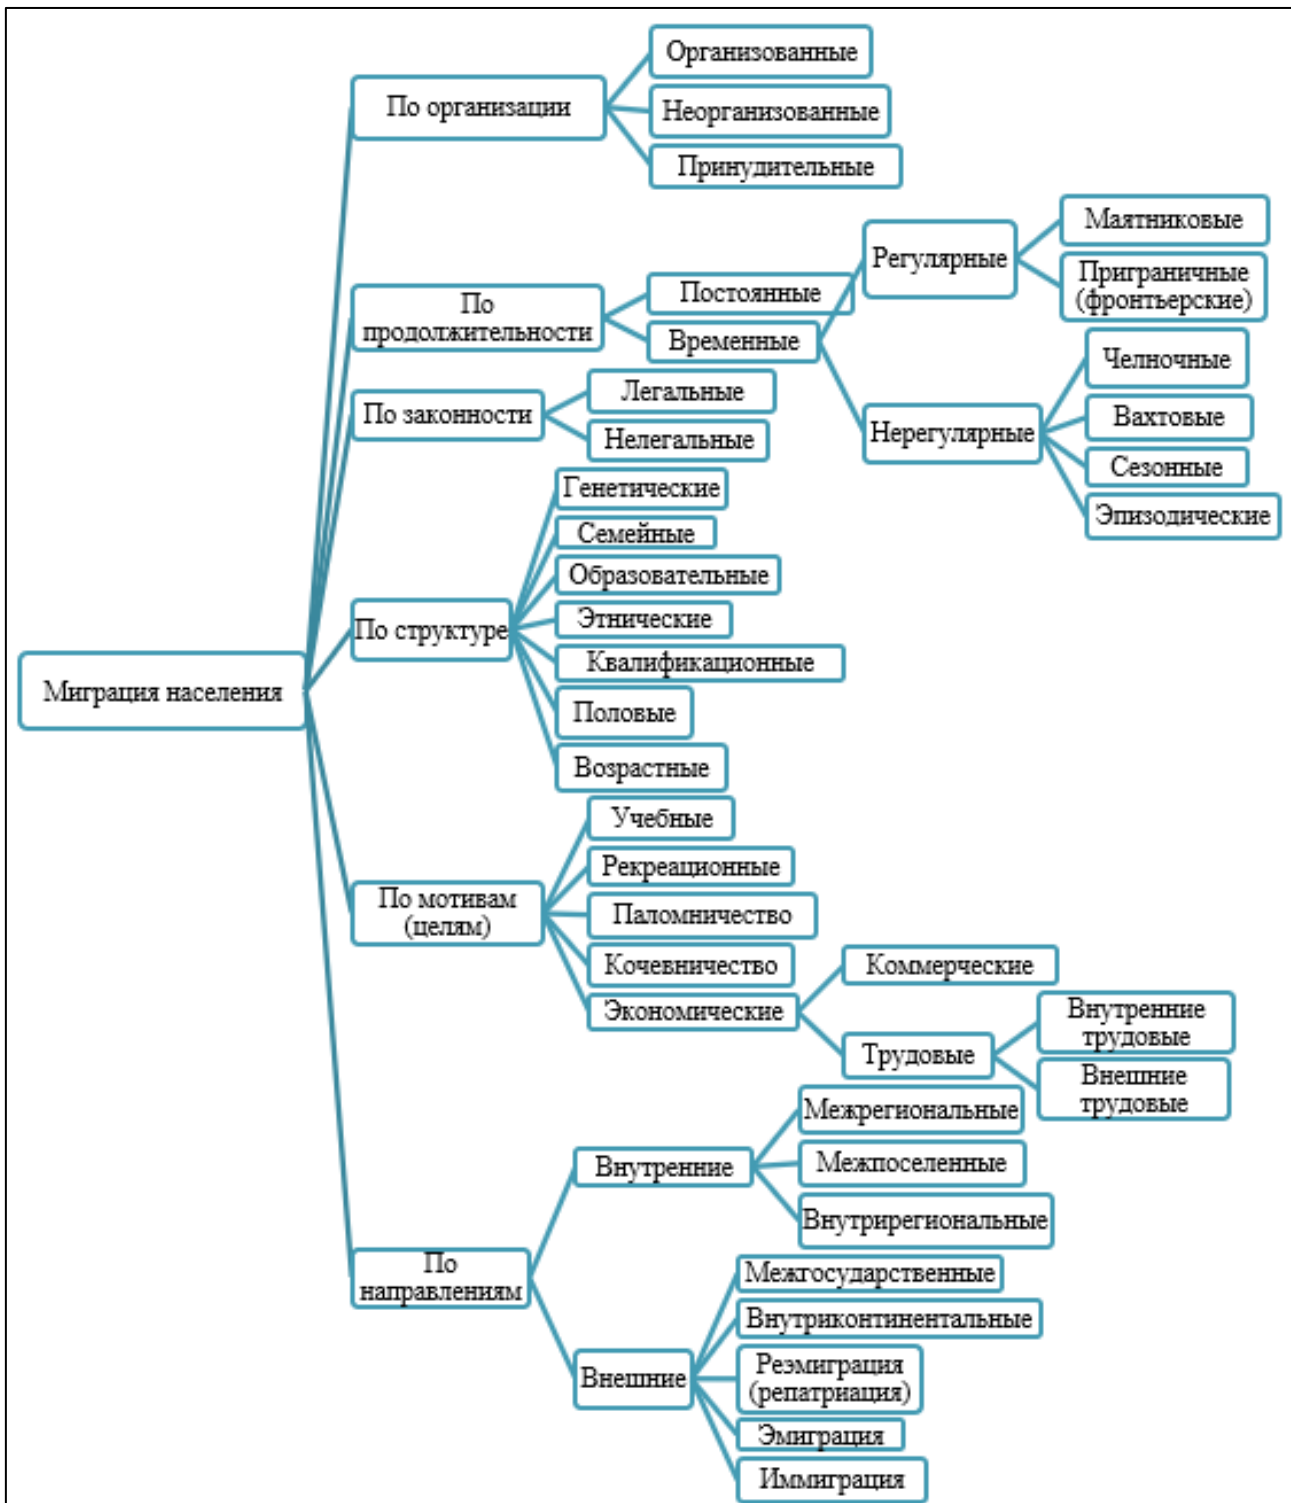 Миграция населения
По организации
Организованные
Неорганизованные
Принудительные
По
продолжительности
Постоянные
Временные
Регулярные
Маятниковые
Приграничные
(фронтьерские)
Нерегулярные
Челночные
Вахтовые
Сезонные
Эпизодические
По законности
Легальные
Нелегальные
По структуре
Генетические
Семейные
Образовательные
Этнические
Квалификационные
Половые
Возрастные
По мотивам
(целям)
Учебные
Рекреационные
Паломничество
Кочевничество
Экономические
Коммерческие
Трудовые
Внутренние
трудовые
Внешние
трудовые
По
направлениям
Внутренние
Межрегиональные
Межпоселенные
Внутрирегиональные
Внешние
Межгосударственные
Внутриконтинентальные
Реэмиграция
(репатриация)
Эмиграция
Иммиграция